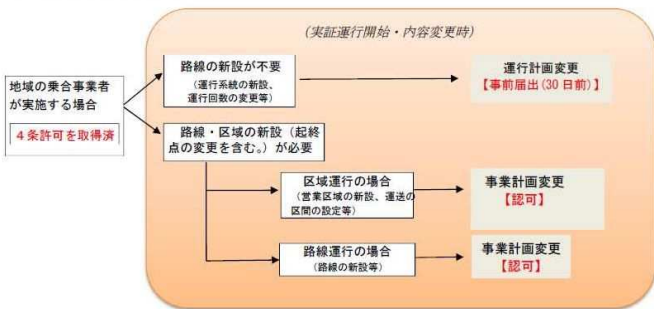 (実証運行開始・内容変更時)
地域の乗合事業者
が実施する場合
4条許可を取得済
路線の新設が不要
(運行系統の新設、
運行回数の変更等)
運行計画変更
【事前届出(30日前)】
路線・区域の新設(起終
点の変更を含む。)が必要
区域運行の場合
(営業区域の新設、運送の
区間の設定等)
事業計画変更
【認可】
路線運行の場合
(路線の新設等)
事業計画変更
【認可】